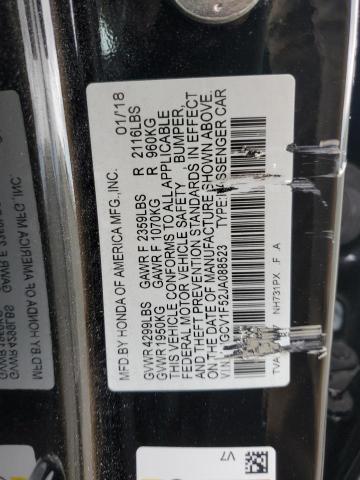 MFD.BY HONDA OF AMERICA MFG.,INC. 01/18
GVWR 4299LBS GAWR F 2359LBS R 2116LBS
GVWR 1950KG GAWR F 1070KG R 960KG
THIS VEHICLE CONFORMS TO ALL APPLICABLE
FEDERAL MOTOR VEHICLE SAFETY , BUMPER,
AND THEFT PREVENTION STANDARDS IN EFFECT
ON THE DATE OF MANUFACTURE SHOWN ABOVE.
V.I.N.: 1HGCV1F52JA088523 TYPE: PASSENGER CAR
TVA NH731PX F A
V7